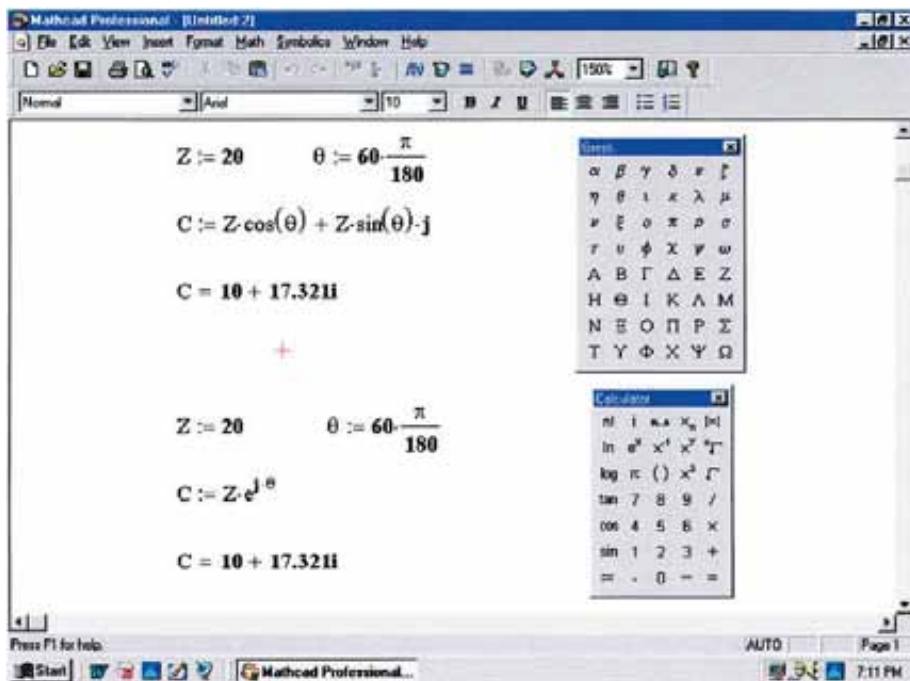 Mathcad Professional - [Untitled:2]
File Edit View Insert Format Math Symbolics Window Help
150%
Normal Arial 10 B I U
Z := 20 θ := 60·π/180
C := Z·cos(θ) + Z·sin(θ)·j
C = 10 + 17.321i
Z := 20 θ := 60·π/180
C := Z·e^j·θ
C = 10 + 17.321i
Greek
α β γ δ ε ζ
η θ ι κ λ μ
ν ξ ο π ρ σ
τ υ φ χ ψ ω
Α Β Γ Δ Ε Ζ
Η Θ Ι Κ Λ Μ
Ν Ξ Ο Π Ρ Σ
Τ Υ Φ Χ Ψ Ω
Calculator
n! i |×|
ln
log π ()
tan 7 8 9 /
cos 4 5 6 ×
sin 1 2 3 +
≔ . 0 − =
Press F1 for help.
AUTO Page 1
Start Mathcad Professional... 7:11 PM